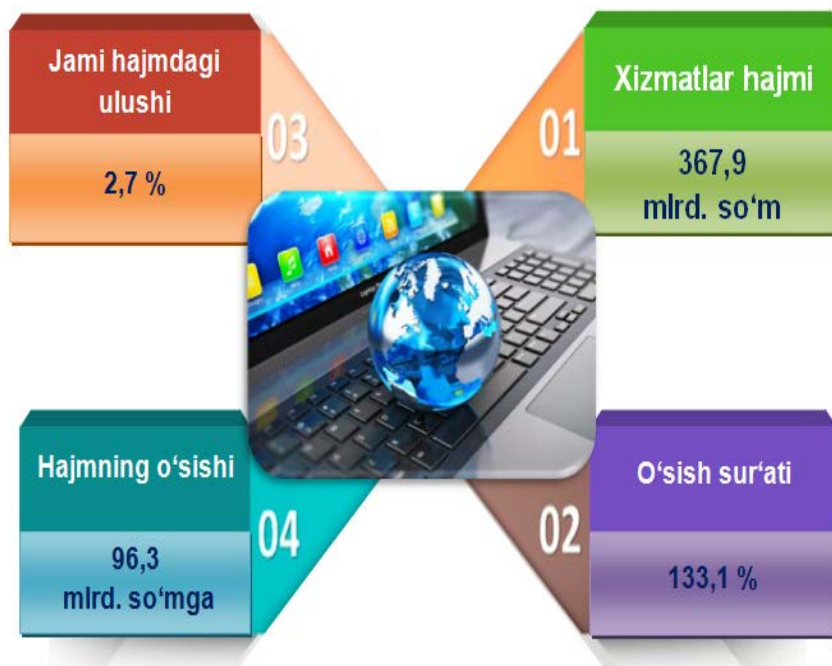 Jami hajmdagi
ulushi
2,7 %
03
01
Xizmatlar hajmi
367,9
mlrd. so‘m
Hajmning o‘sishi
96,3
mlrd. so‘mga
04
02
O‘sish sur‘ati
133,1 %